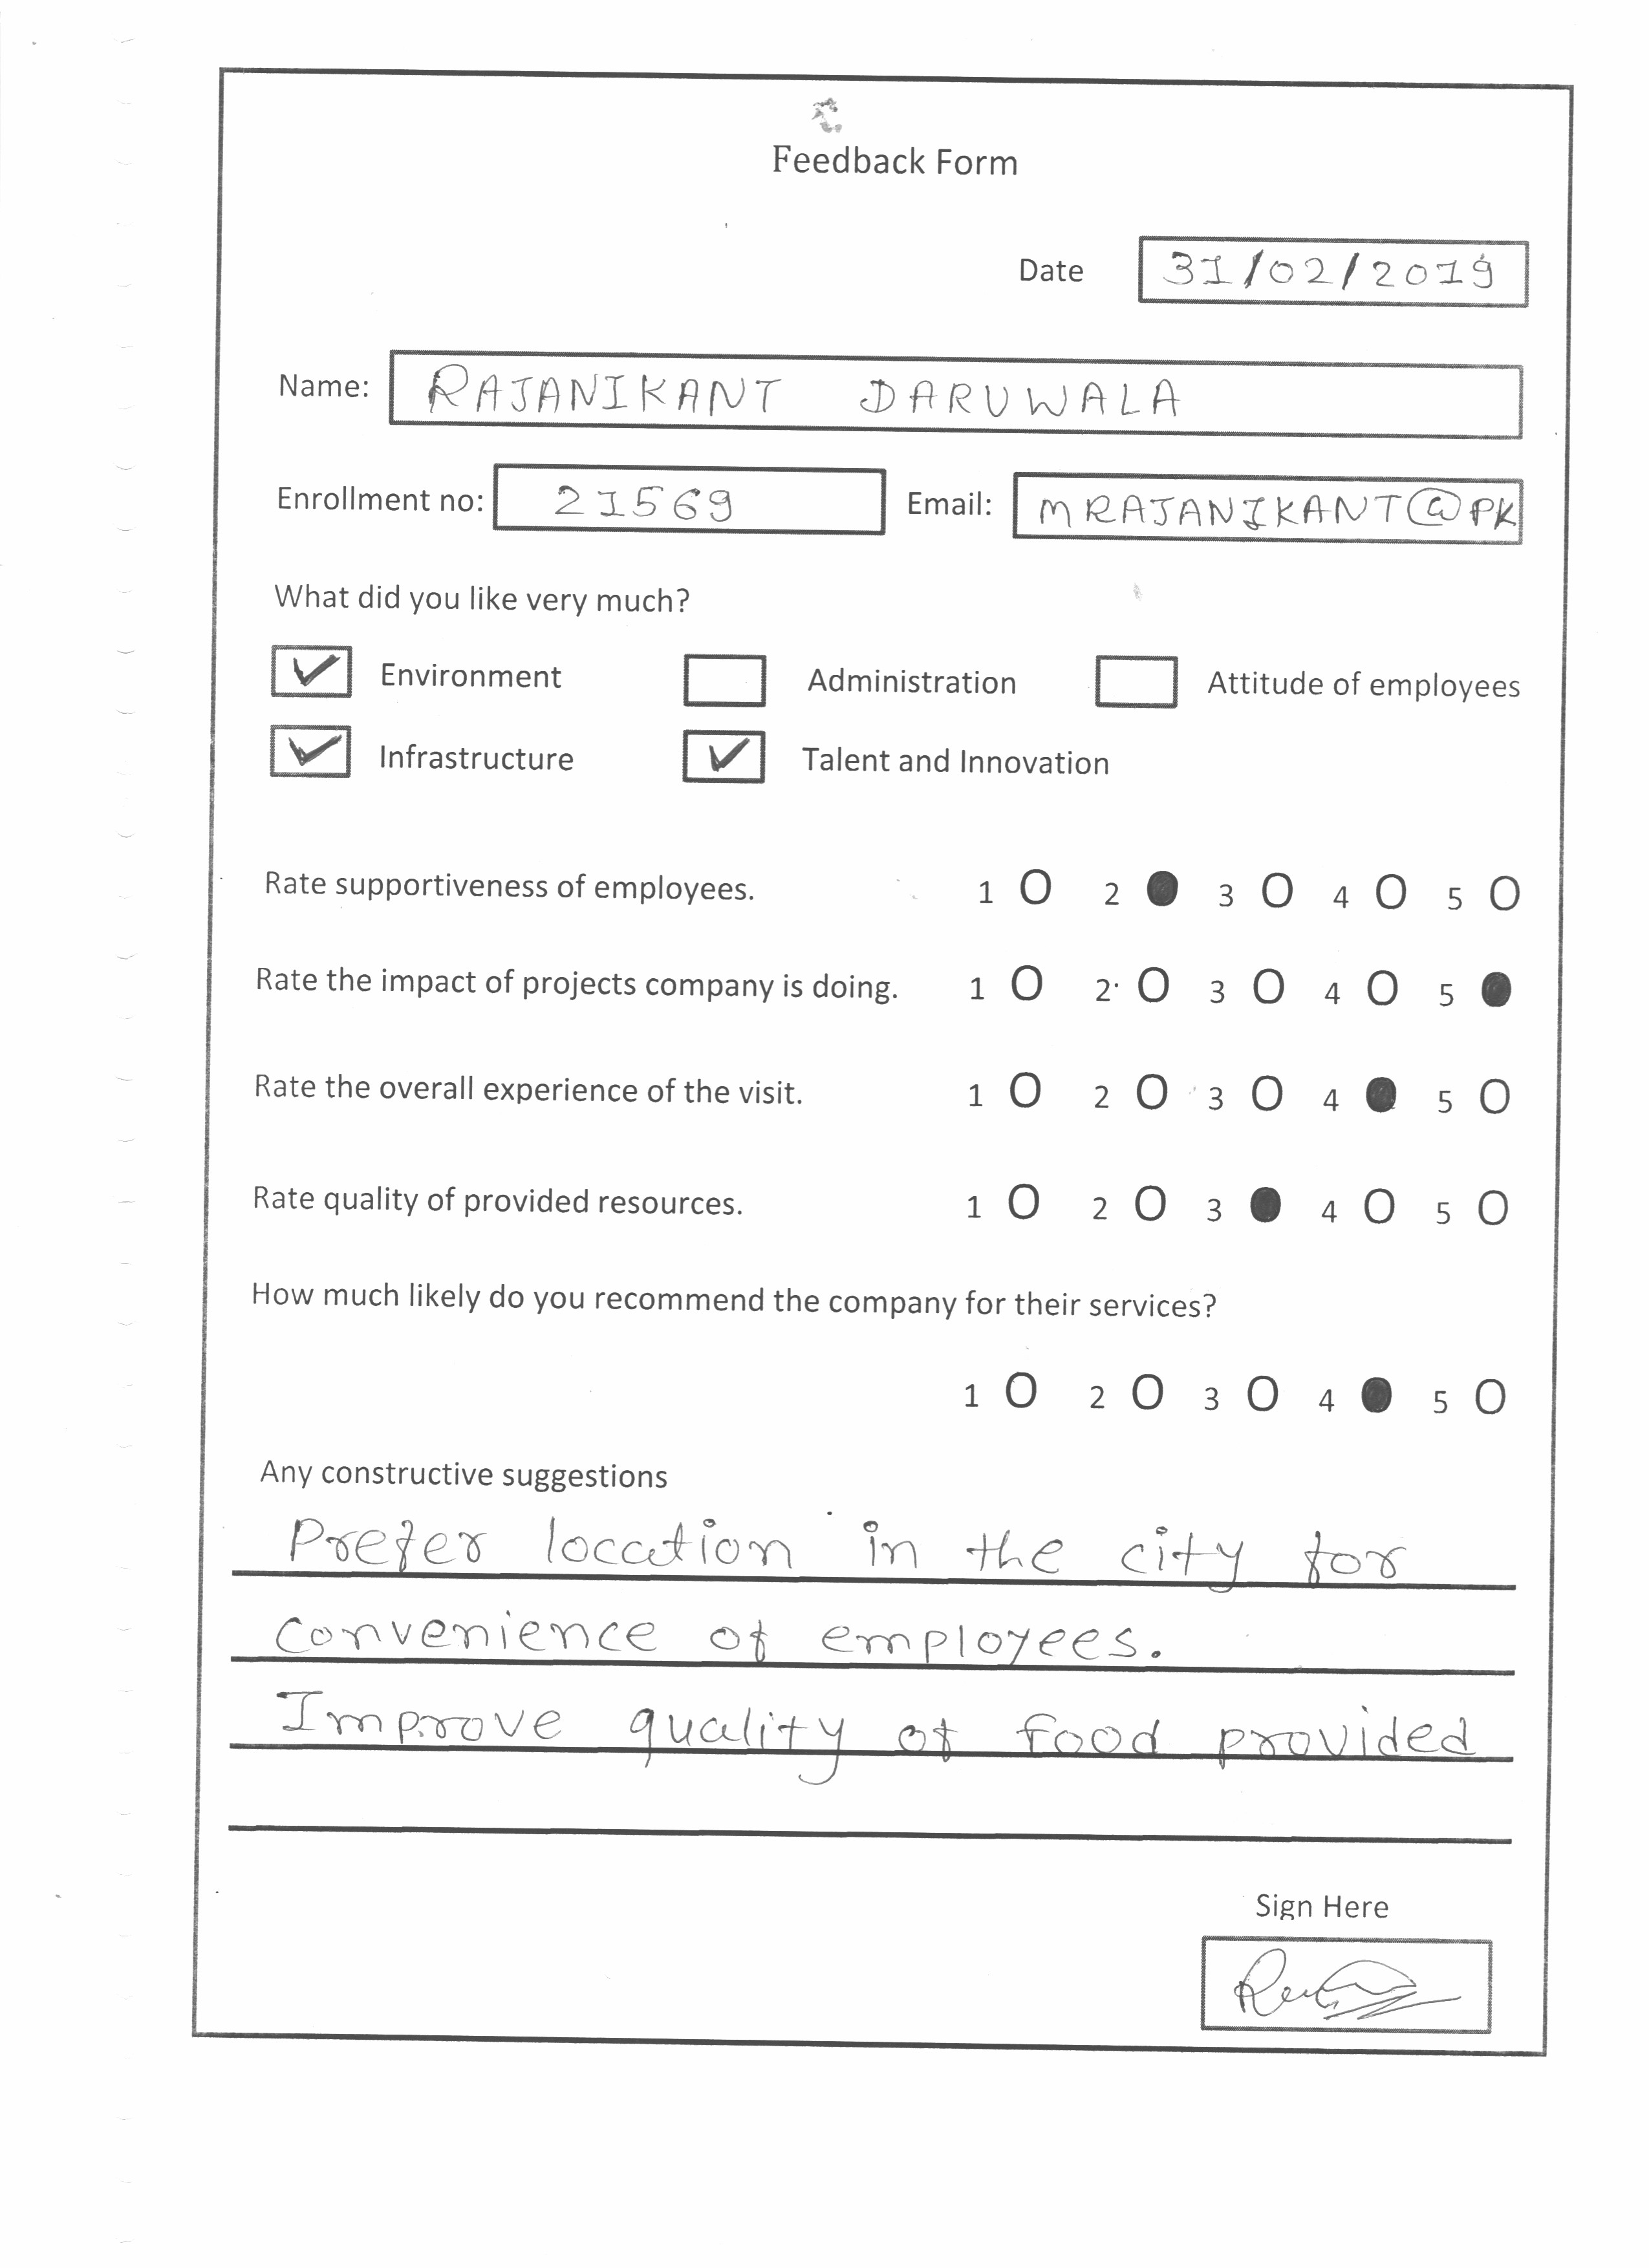 Feedback Form
Date 31/02/2019
Name: RAJANIKANT DARUWALA
Enrollment no: 21569 Email: MRAJANIKANT@PK
What did you like very much?
Environment Administration Attitude of employees
Infrastructure Talent and Innovation
Rate supportiveness of employees. 1 2 3 4 5
Rate the impact of projects company is doing. 1 2 3 4 5
Rate the overall experience of the visit. 1 2 3 4 5
Rate quality of provided resources. 1 2 3 4 5
How much likely do you recommend the company for their services?
1 2 3 4 5
Any constructive suggestions
Prefer location in the city for
convenience of employees.
Improve quality of food provided
Sign Here